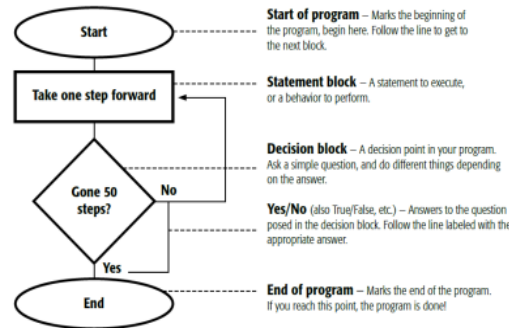 Start
Start of program – Marks the beginning of
the program, begin here. Follow the line to get to
the next block.
Take one step forward
Statement block – A statement to execute,
or a behavior to perform.
Gone 50
steps?
No
Yes
Decision block – A decision point in your program.
Ask a simple question, and do different things depending
on the answer.
Yes/No (also True/False, etc.) – Answers to the question
posed in the decision block. Follow the line labeled with the
appropriate answer.
End
End of program – Marks the end of the program.
If you reach this point, the program is done!